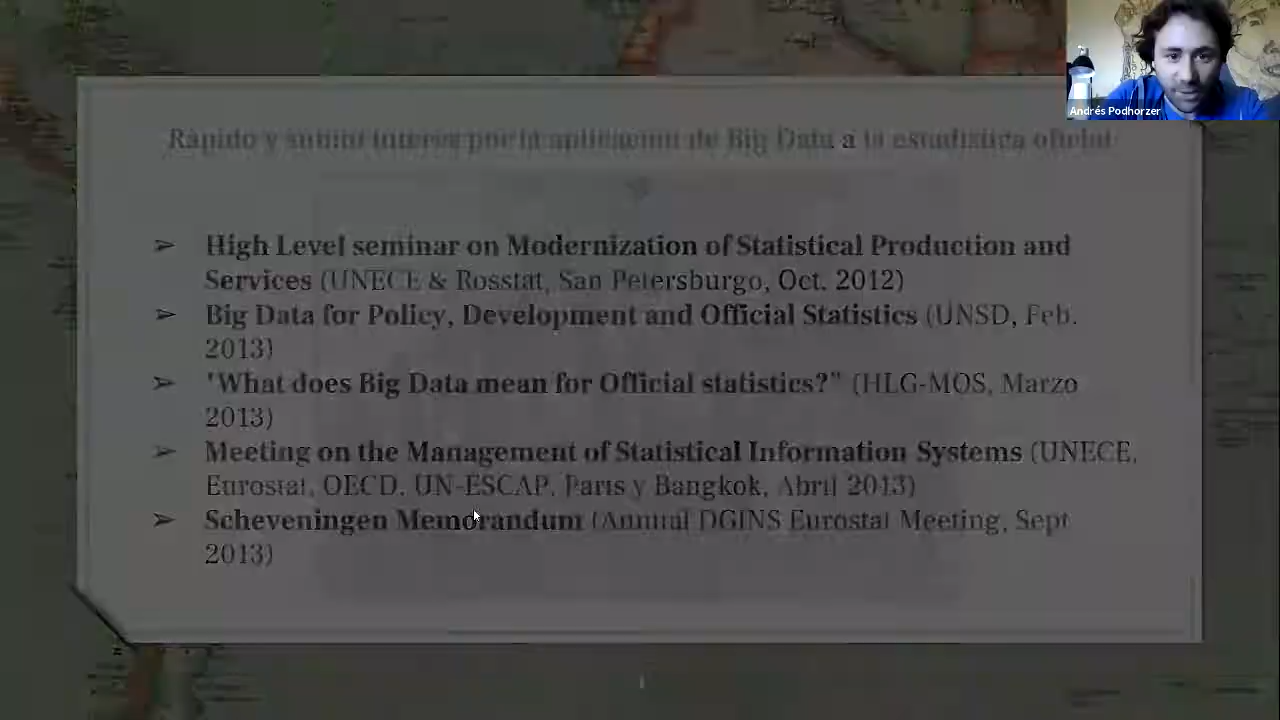 Andrés Podhorzer
Rápido y súbito interés por la aplicación de Big Data a la estadística oficial
➢ High Level seminar on Modernization of Statistical Production and
Services (UNECE & Rosstat, San Petersburgo, Oct. 2012)
➢ Big Data for Policy, Development and Official Statistics (UNSD, Feb.
2013)
➢ "What does Big Data mean for Official statistics?" (HLG-MOS, Marzo
2013)
➢ Meeting on the Management of Statistical Information Systems (UNECE,
Eurostat, OECD, UN-ESCAP, Paris y Bangkok, Abril 2013)
➢ Scheveningen Memorandum (Annual DGINS Eurostat Meeting, Sept
2013)